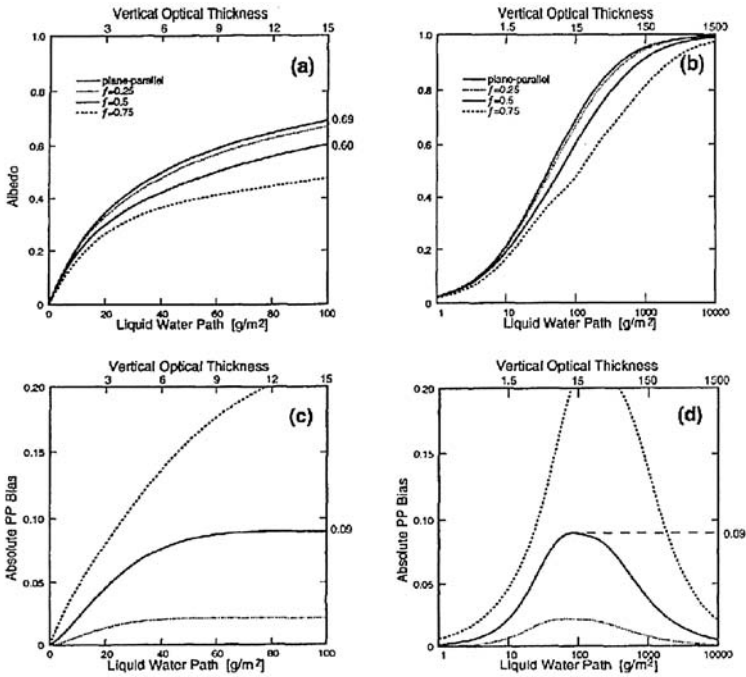 Vertical Optical Thickness
3 6 9 12 15
1.0
0.8
0.6
0.4
0.2
0
Albedo
(a)
plane-parallel
f=0.25
f=0.5
f=0.75
0.69
0.60
0 20 40 60 80 100
Liquid Water Path [g/m²]
Vertical Optical Thickness
1.5 15 150 1500
1.0
0.8
0.6
0.4
0.2
0
(b)
plane-parallel
f=0.25
f=0.5
f=0.75
1 10 100 1000 10000
Liquid Water Path [g/m²]
Vertical Optical Thickness
3 6 9 12 15
0.20
0.15
0.10
0.05
0
Absolute PP Bias
(c)
0.09
0 20 40 60 80 100
Liquid Water Path [g/m²]
Vertical Optical Thickness
1.5 15 150 1500
0.20
0.15
0.10
0.05
0
Absolute PP Bias
(d)
0.09
1 10 100 1000 10000
Liquid Water Path [g/m²]